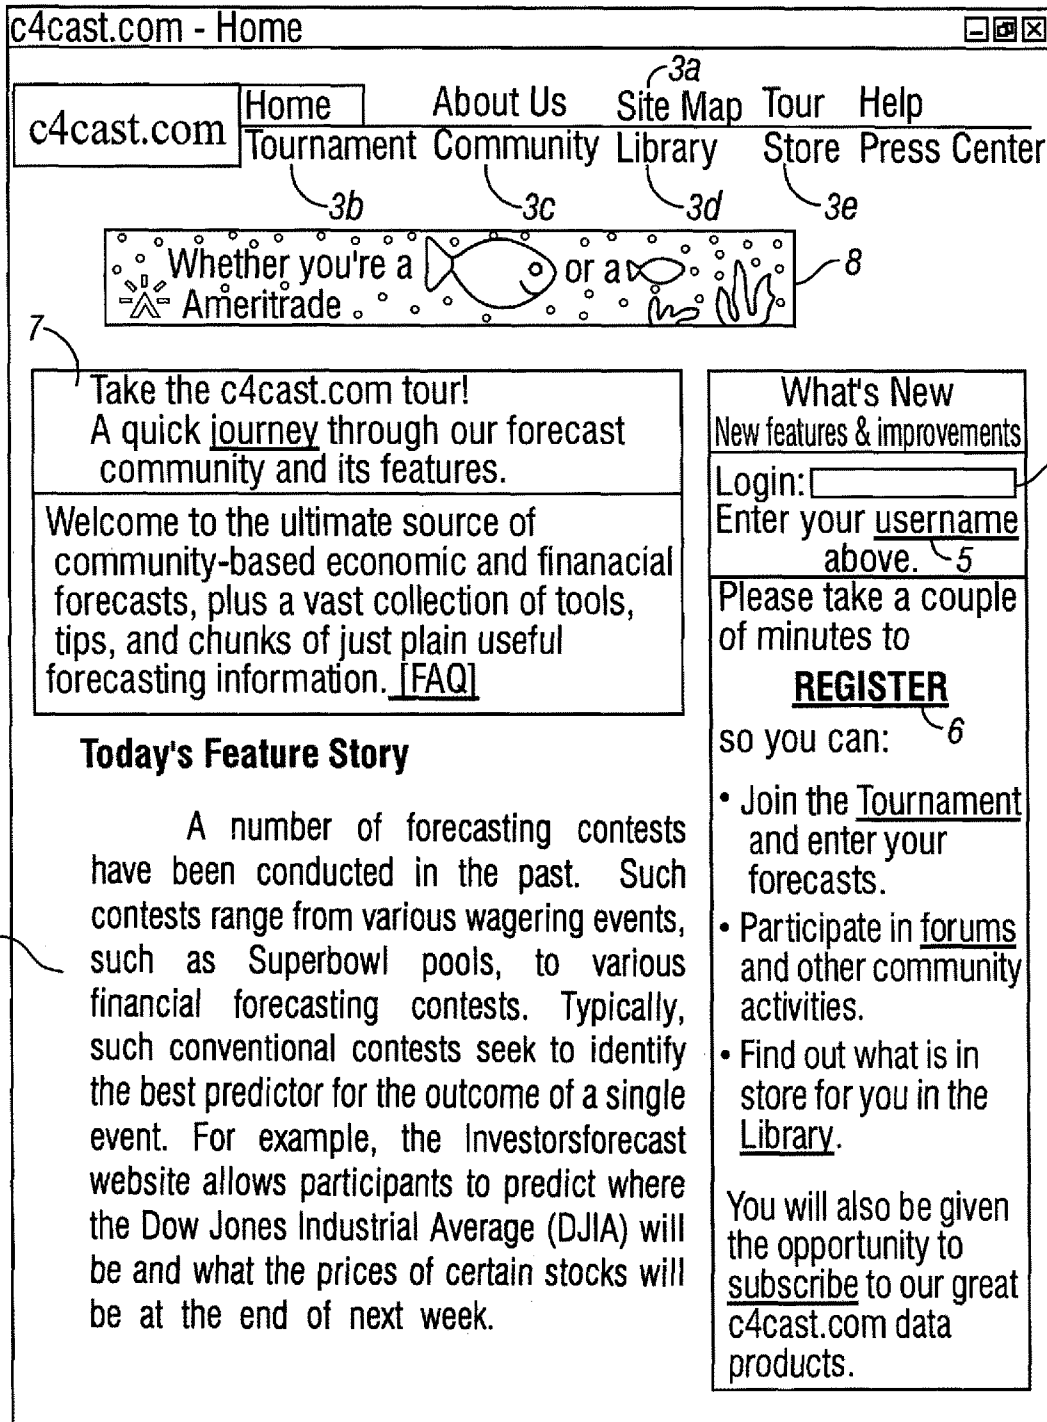 c4cast.com - Home
3a
c4cast.com
Home About Us Site Map Tour Help
Tournament Community Library Store Press Center
3b 3c 3d 3e
Whether you're a or a
Ameritrade
8
7
Take the c4cast.com tour!
A quick journey through our forecast
community and its features.
Welcome to the ultimate source of
community-based economic and finanacial
forecasts, plus a vast collection of tools,
tips, and chunks of just plain useful
forecasting information. [FAQ]
Today's Feature Story
A number of forecasting contests
have been conducted in the past. Such
contests range from various wagering events,
such as Superbowl pools, to various
financial forecasting contests. Typically,
such conventional contests seek to identify
the best predictor for the outcome of a single
event. For example, the Investorsforecast
website allows participants to predict where
the Dow Jones Industrial Average (DJIA) will
be and what the prices of certain stocks will
be at the end of next week.
What's New
New features & improvements
Login:
Enter your username
above. 5
Please take a couple
of minutes to
REGISTER
so you can: 6
• Join the Tournament
and enter your
forecasts.
• Participate in forums
and other community
activities.
• Find out what is in
store for you in the
Library.
You will also be given
the opportunity to
subscribe to our great
c4cast.com data
products.